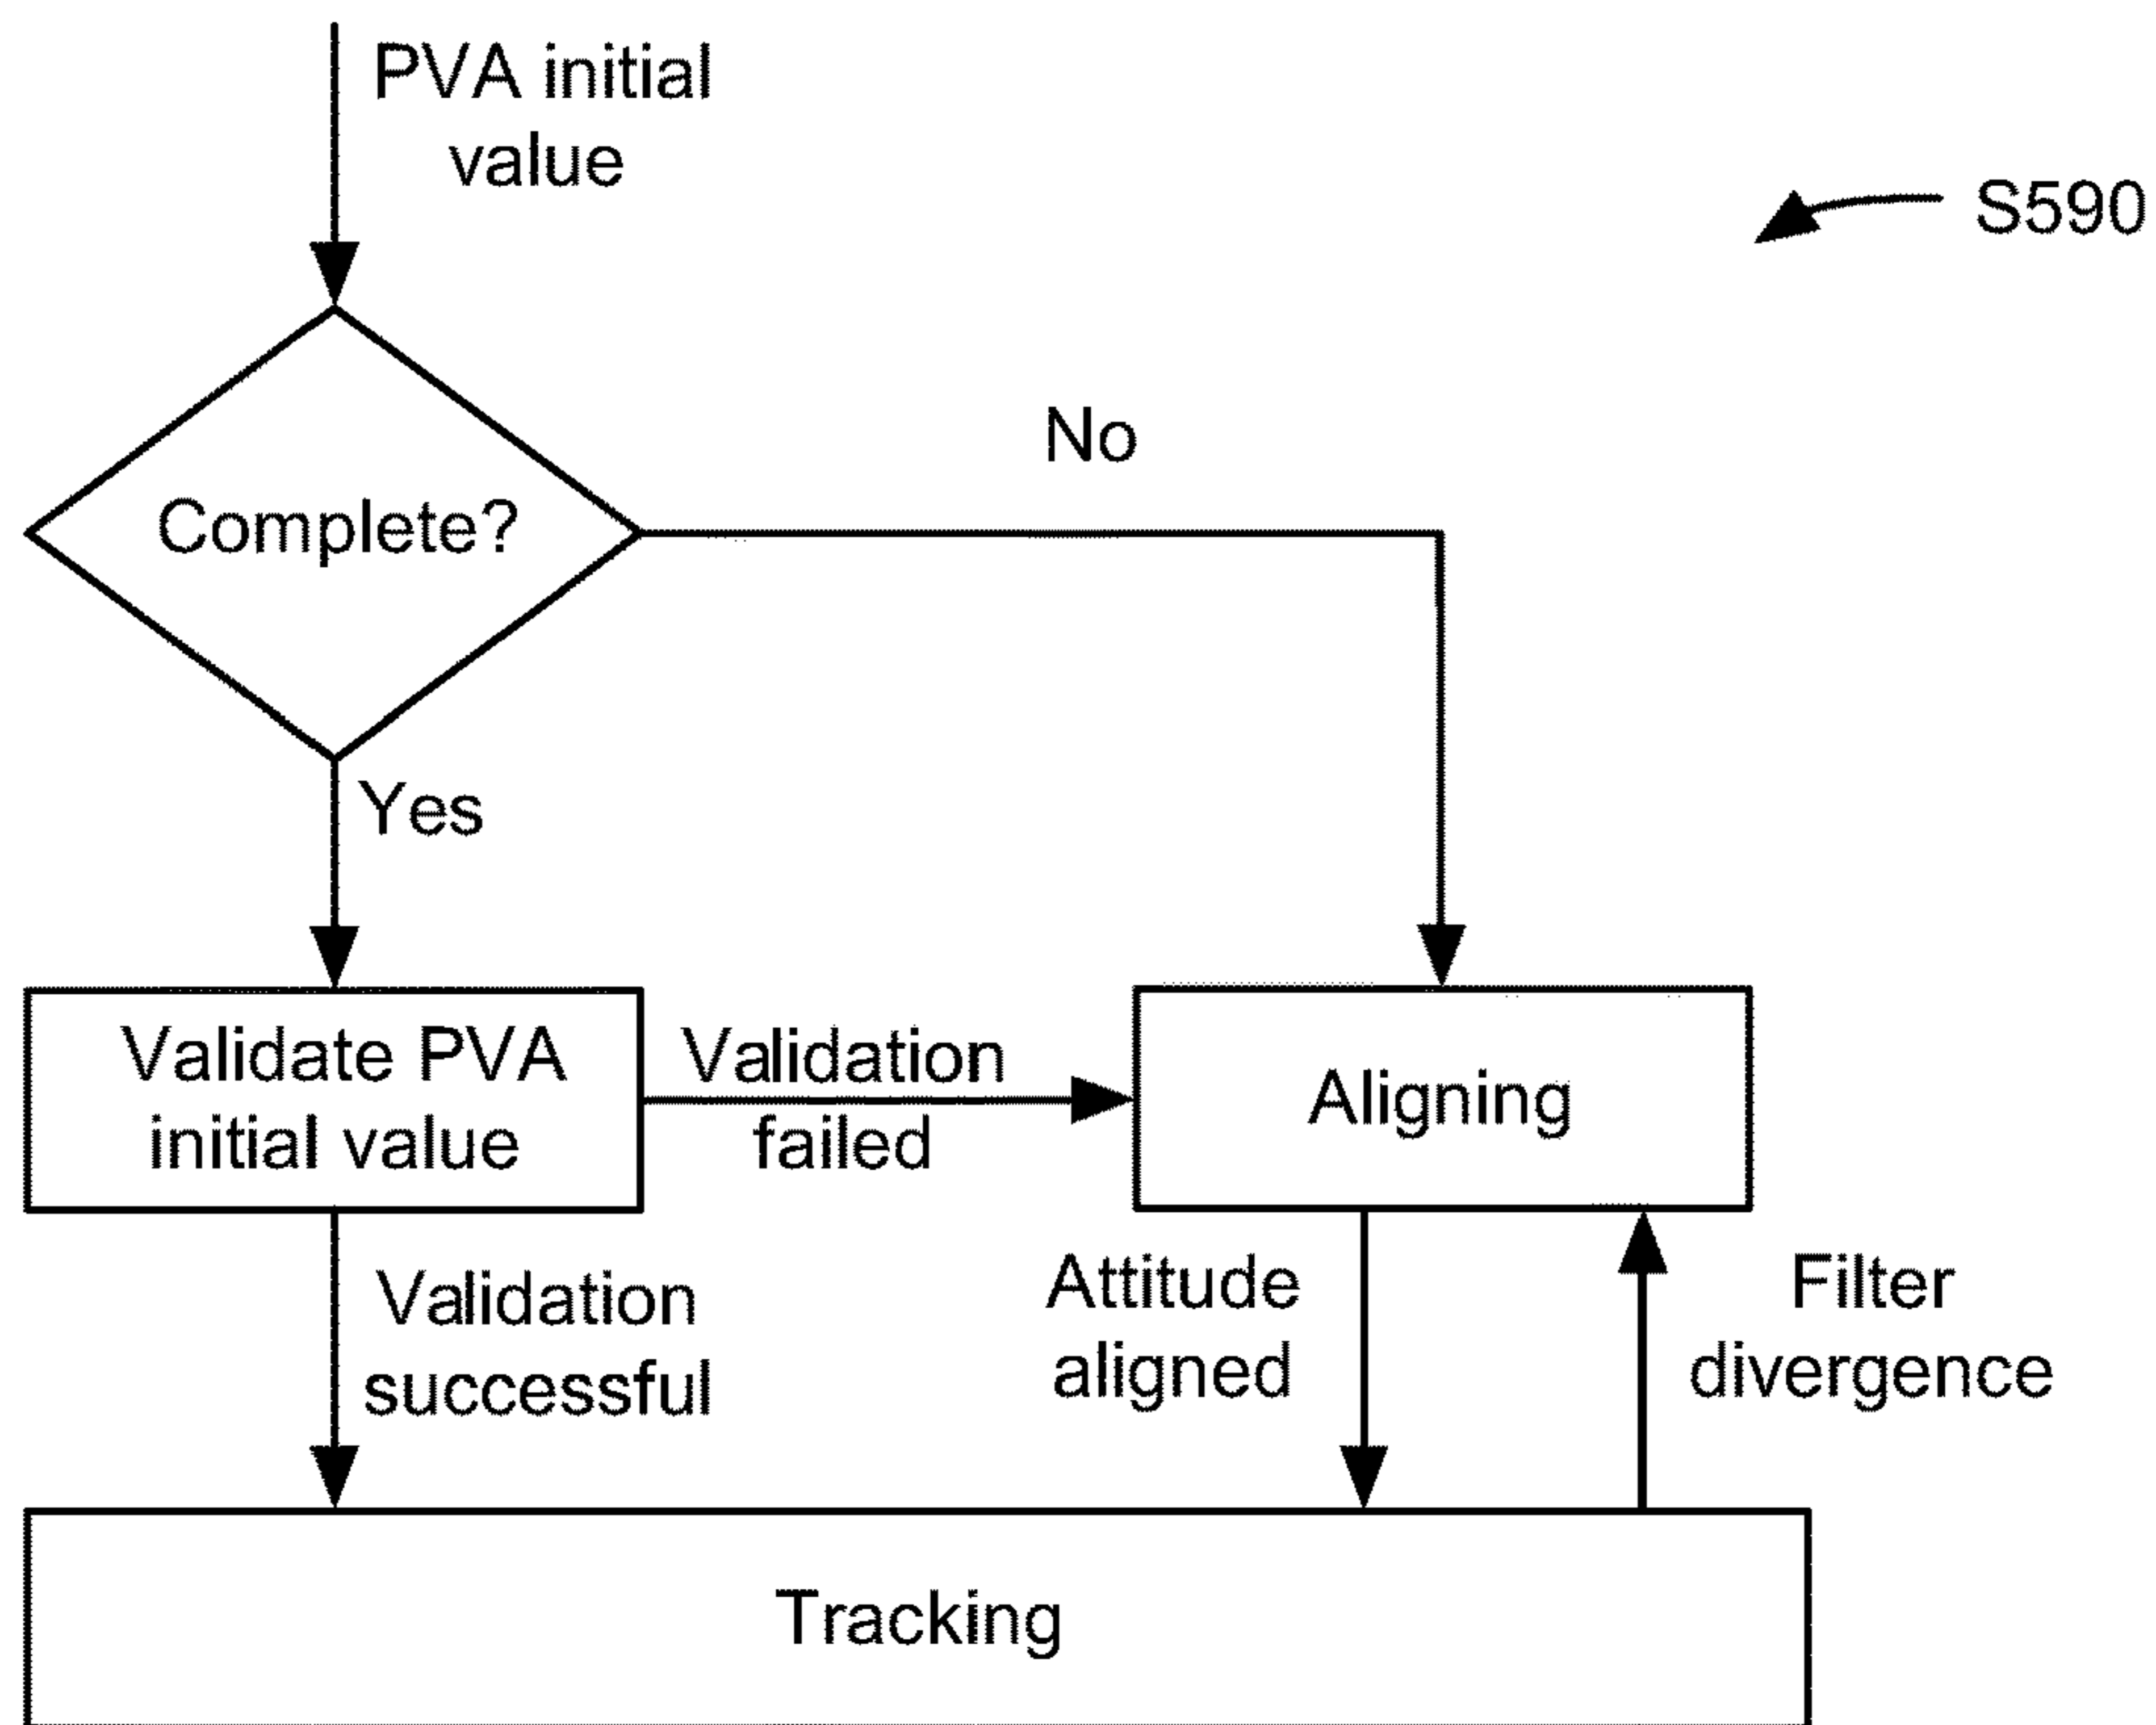 PVA initial
value
S590
No
Complete?
Yes
Validate PVA
initial value
Validation
failed
Aligning
Validation
successful
Attitude
aligned
Filter
divergence
Tracking